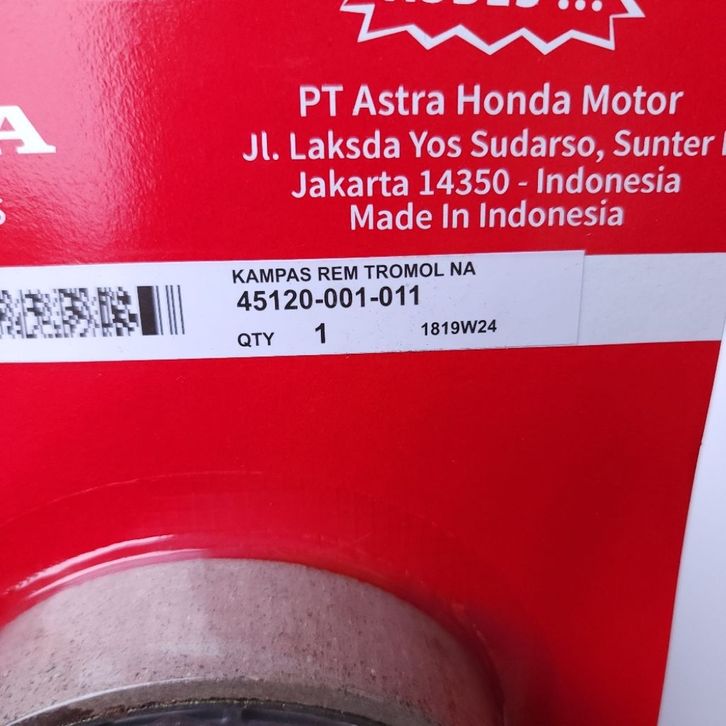 PT Astra Honda Motor
Jl. Laksda Yos Sudarso, Sunter
Jakarta 14350 - Indonesia
Made In Indonesia
KAMPAS REM TROMOL NA
45120-001-011
QTY 1 1819W24